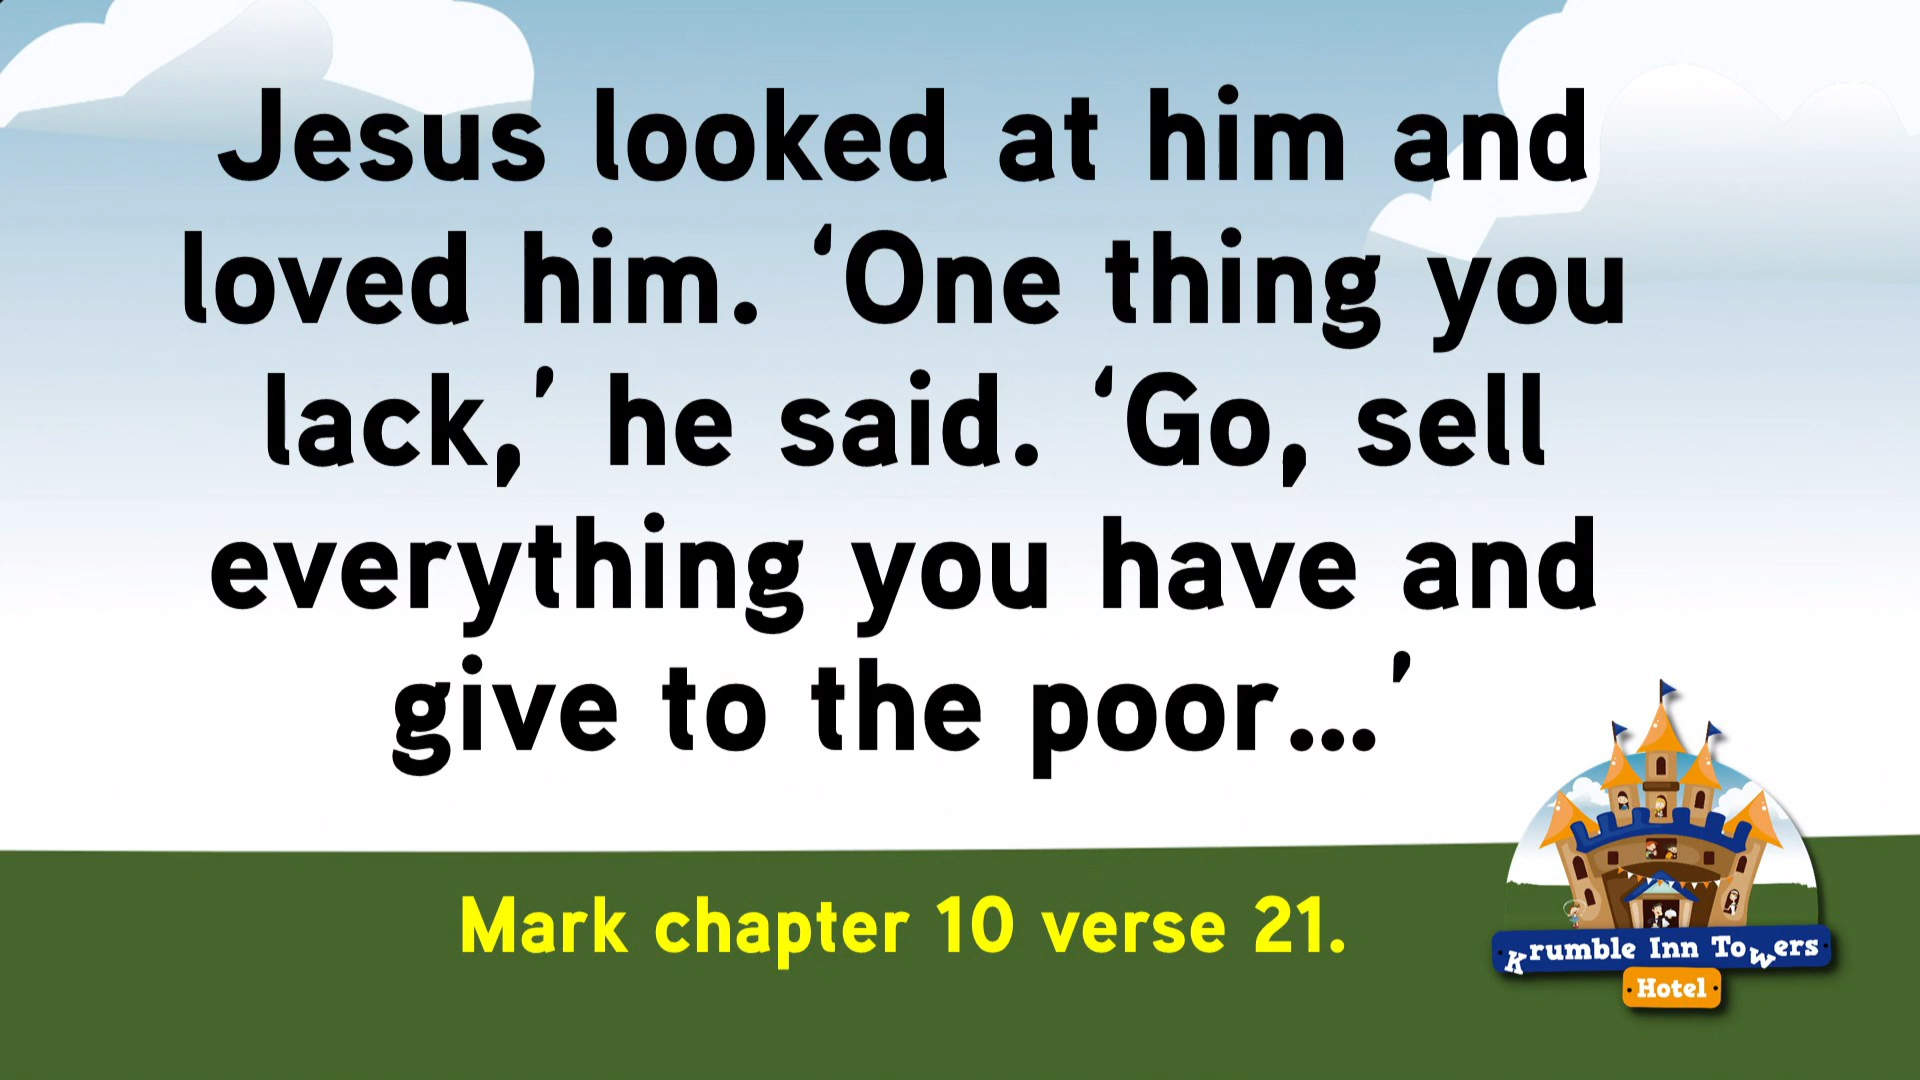 Jesus looked at him and
loved him. ‘One thing you
lack,’ he said. ‘Go, sell
everything you have and
give to the poor...’
Mark chapter 10 verse 21.
Krumble Inn Towers
Hotel